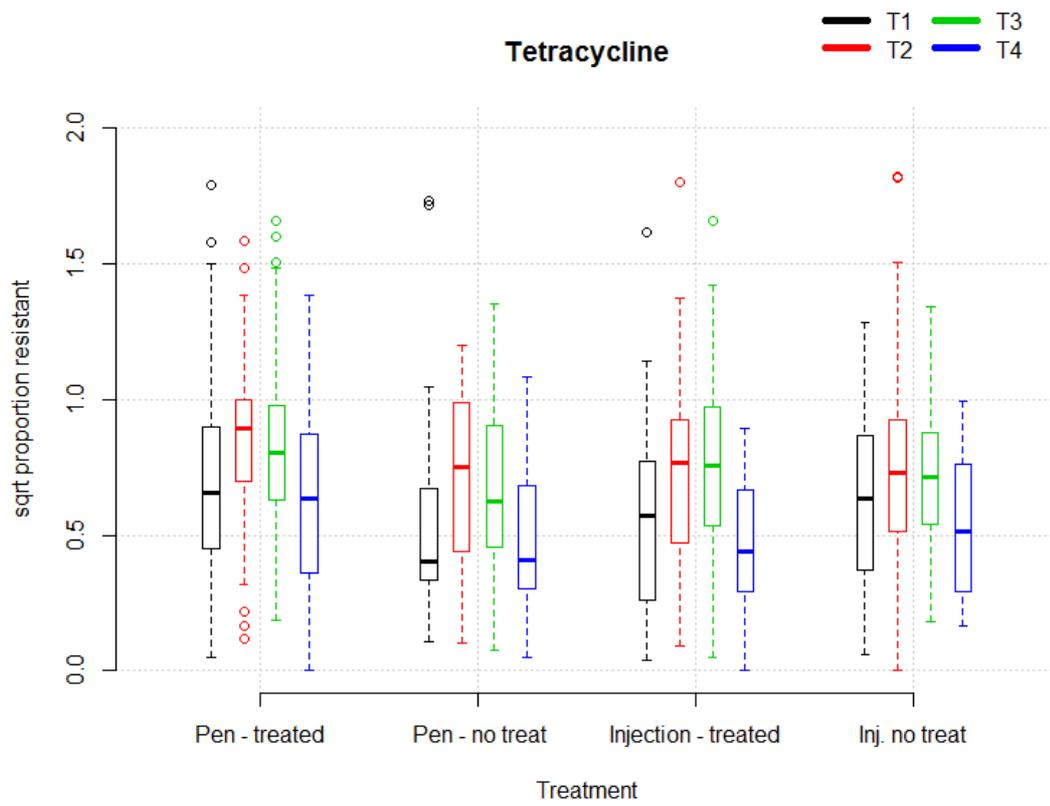 T1 T3
Tetracycline
T2 T4
2.0
1.5
1.0
0.5
0.0
sqrt proportion resistant
Pen - treated Pen - no treat Injection - treated Inj. no treat
Treatment